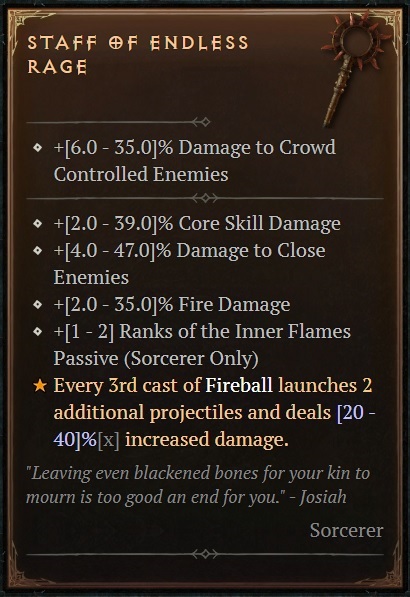 STAFF OF ENDLESS
RAGE
+[6.0 - 35.0]% Damage to Crowd
Controlled Enemies
+[2.0 - 39.0]% Core Skill Damage
+[4.0 - 47.0]% Damage to Close
Enemies
+[2.0 - 35.0]% Fire Damage
+[1 - 2] Ranks of the Inner Flames
Passive (Sorcerer Only)
Every 3rd cast of Fireball launches 2
additional projectiles and deals [20 -
40]%[x] increased damage.
"Leaving even blackened bones for your kin to
mourn is too good an end for you." - Josiah
Sorcerer